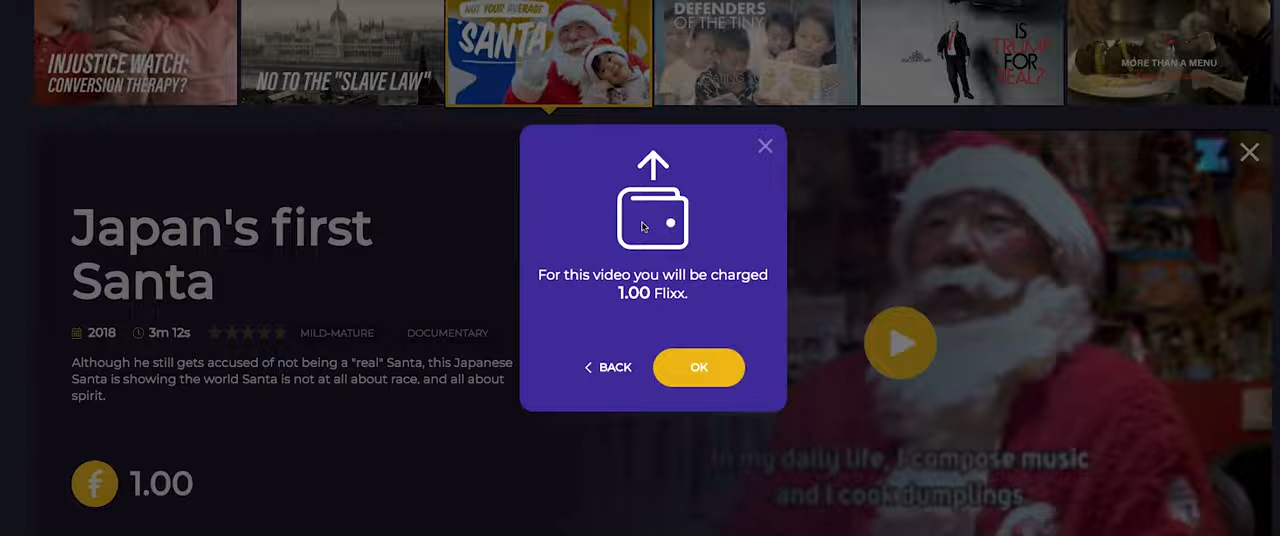 INJUSTICE WATCH:
CONVERSION THERAPY?
NO TO THE "SLAVE LAW"
NOT YOUR AVERAGE
SANTA
DEFENDERS
OF THE TINY
IS
TRUMP
FOR
REAL?
MORE THAN A MENU
For this video you will be charged
1.00 Flixx.
BACK
OK
Japan's first
Santa
2018 3m 12s MILD-MATURE DOCUMENTARY
Although he still gets accused of not being a "real" Santa, this Japanese
Santa is showing the world Santa is not at all about race, and all about
spirit.
1.00
In my daily life, I compose music
and I cook dumplings